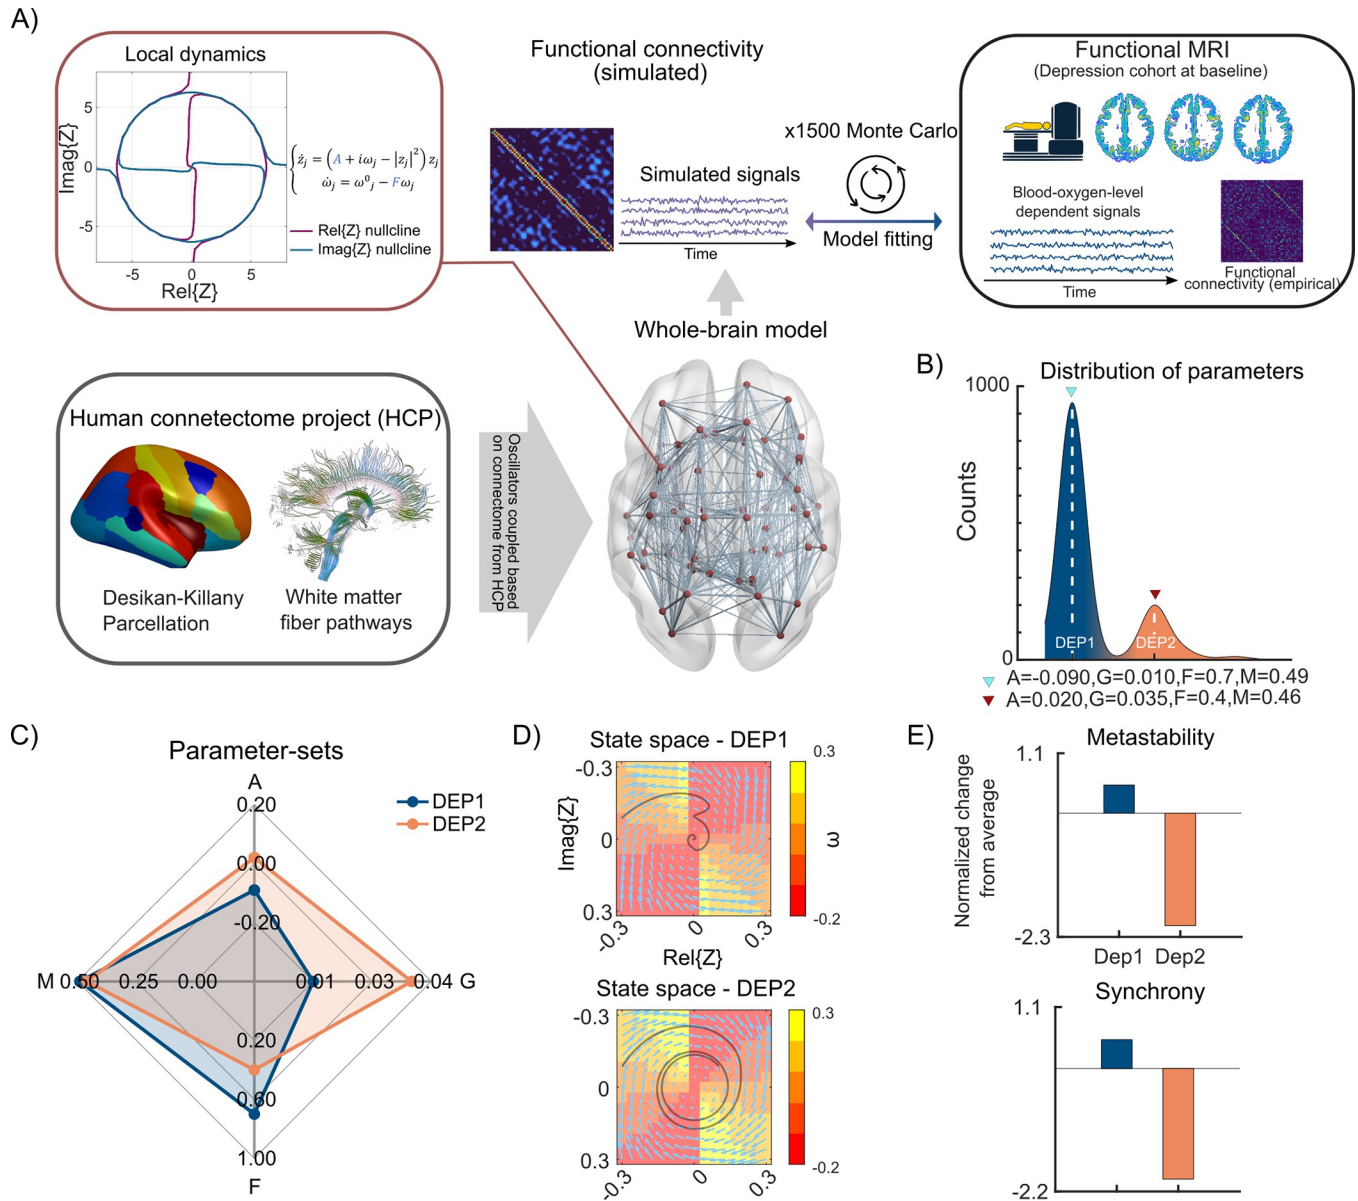 A)
Local dynamics
Imag{Z}
5
0
-5
-5
0
5
Rel{Z}
żⱼ = (A + iωⱼ − |zⱼ|²) zⱼ
ω̇ⱼ = ω⁰ⱼ − Fωⱼ
Rel{Z} nullcline
Imag{Z} nullcline
Functional connectivity
(simulated)
Simulated signals
Time
x1500 Monte Carlo
Model fitting
Functional MRI
(Depression cohort at baseline)
Blood-oxygen-level
dependent signals
Time
Functional
connectivity (empirical)
Human connetectome project (HCP)
Desikan-Killany
Parcellation
White matter
fiber pathways
Oscillators coupled based
on connectome from HCP
Whole-brain model
B)
Distribution of parameters
1000
Counts
0
DEP1
DEP2
A=-0.090,G=0.010,F=0.7,M=0.49
A=0.020,G=0.035,F=0.4,M=0.46
C)
Parameter-sets
A
0.20
0.00
-0.20
DEP1
DEP2
M 0.50 0.25 0.00 0.01 0.03 0.04 G
0.20
0.60
1.00
F
D)
State space - DEP1
-0.3
Imag{Z}
0
0.3
-0.3
0
0.3
Rel{Z}
0.3
ω
-0.2
State space - DEP2
-0.3
0
0.3
-0.3
0
0.3
0.3
-0.2
E)
Metastability
1.1
Normalized change
from average
-2.3
Dep1 Dep2
Synchrony
1.1
-2.2